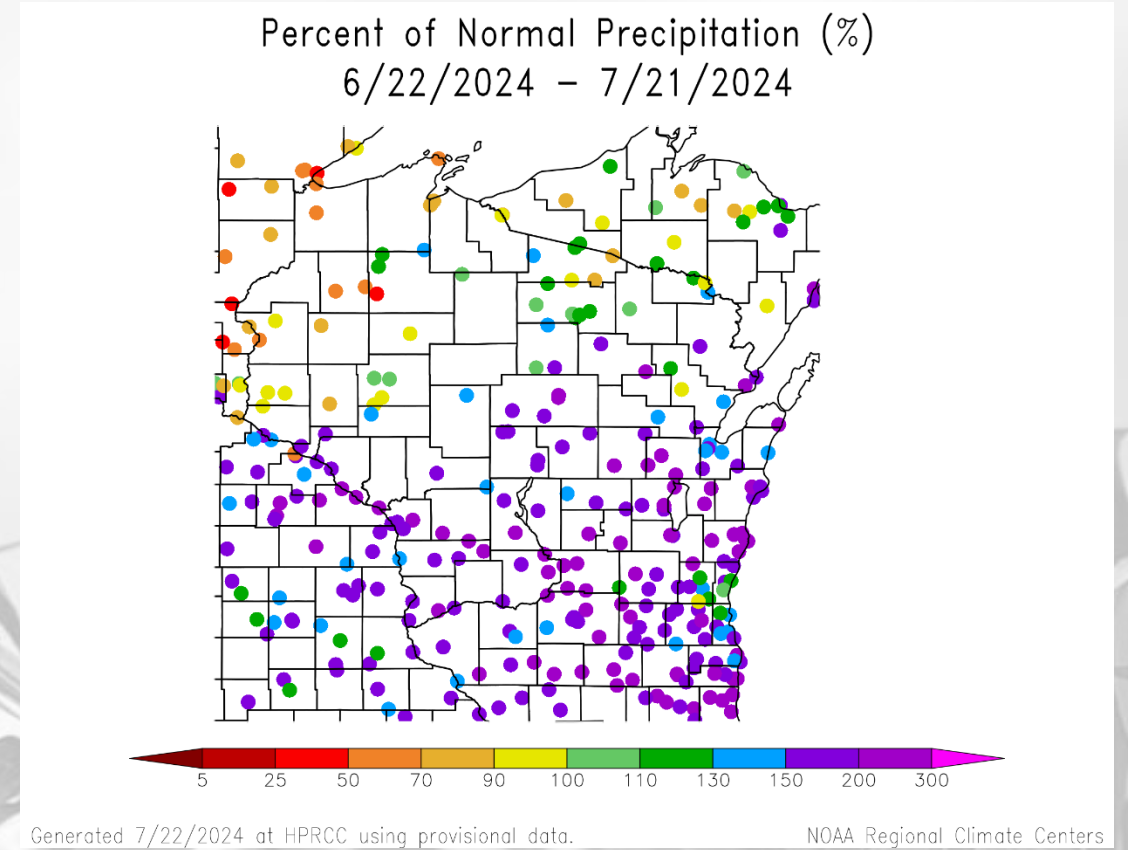 Percent of Normal Precipitation (%)
6/22/2024 – 7/21/2024
5 25 50 70 90 100 110 130 150 200 300
Generated 7/22/2024 at HPRCC using provisional data.
NOAA Regional Climate Centers